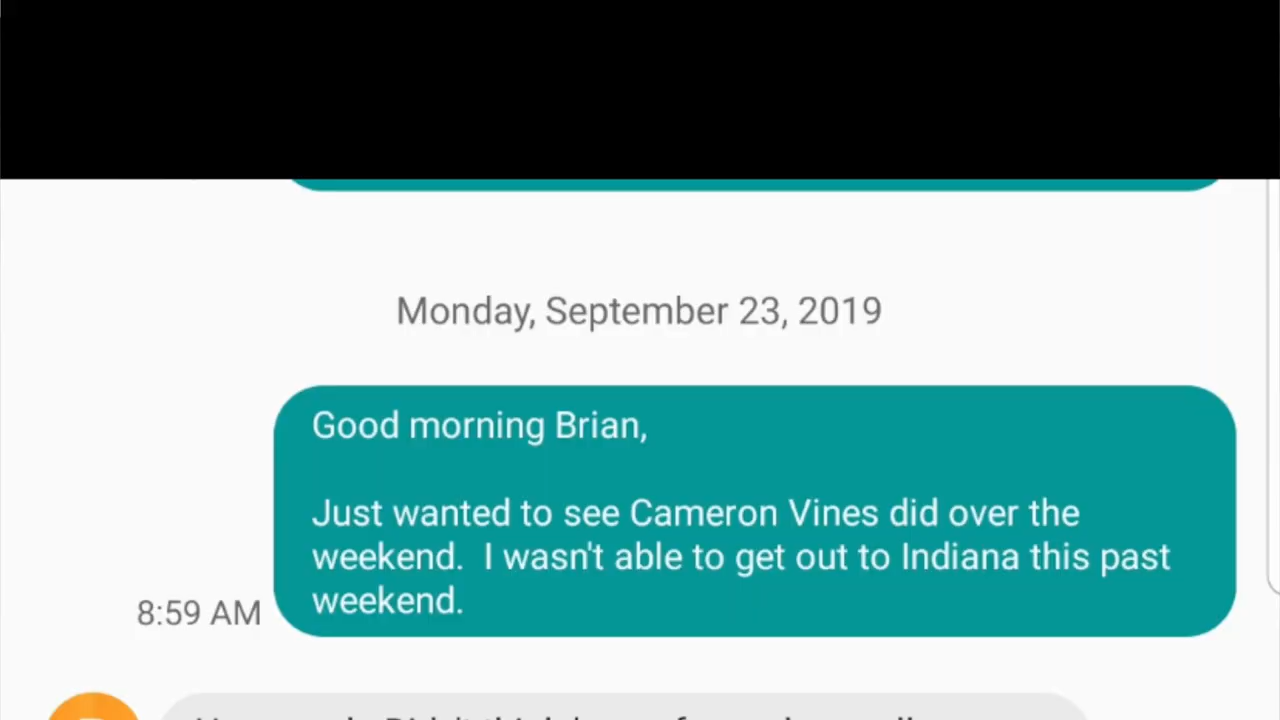 Monday, September 23, 2019
Good morning Brian,
Just wanted to see Cameron Vines did over the
weekend.  I wasn't able to get out to Indiana this past
weekend.
8:59 AM